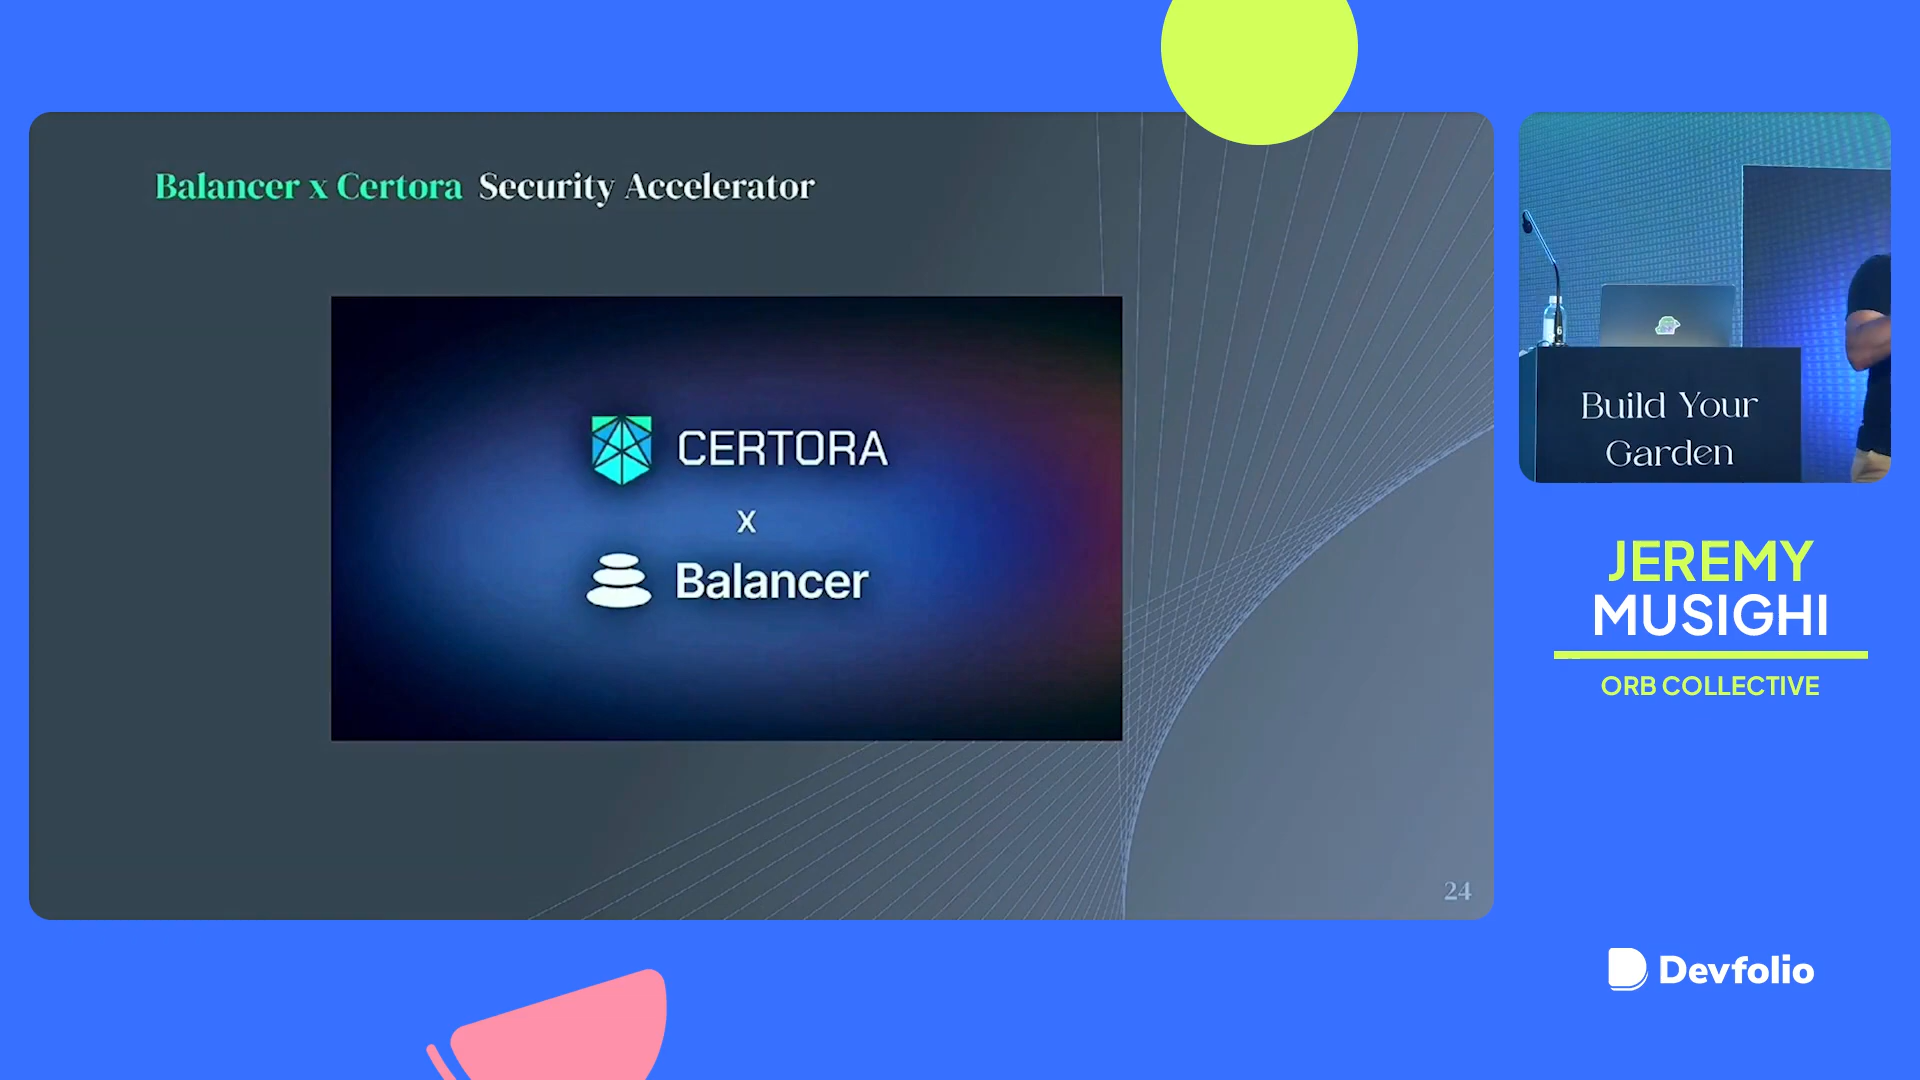 Balancer x Certora Security Accelerator
CERTORA
x
Balancer
24
Build Your
Garden
JEREMY
MUSIGHI
ORB COLLECTIVE
Devfolio